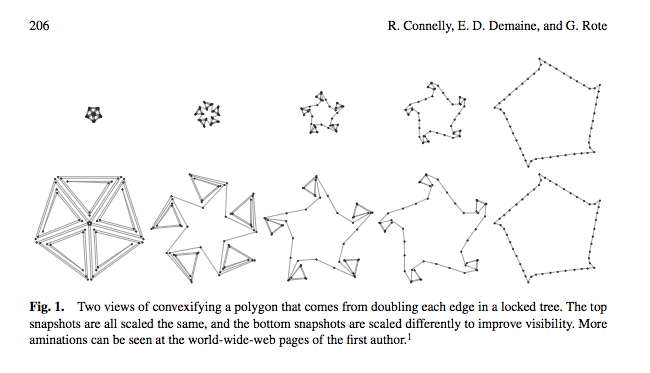 206
R. Connelly, E. D. Demaine, and G. Rote
Fig. 1. Two views of convexifying a polygon that comes from doubling each edge in a locked tree. The top
snapshots are all scaled the same, and the bottom snapshots are scaled differently to improve visibility. More
aminations can be seen at the world-wide-web pages of the first author.1